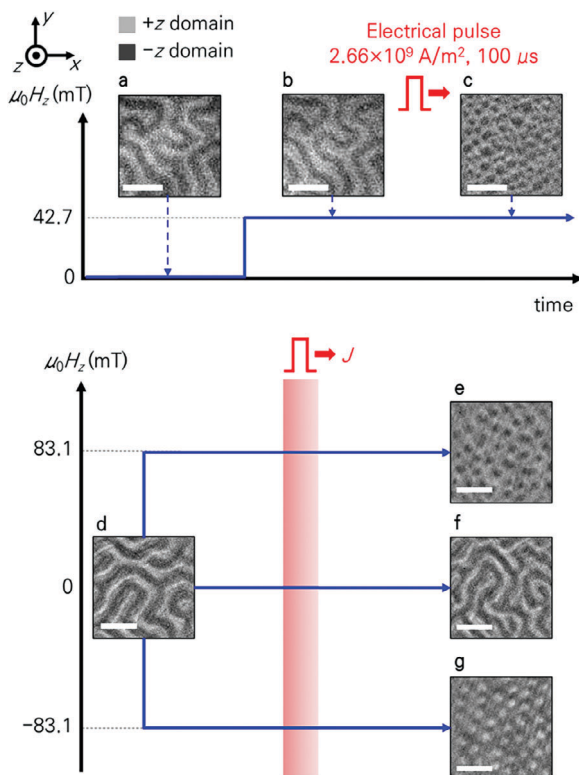 y
z
x
+z domain
−z domain
Electrical pulse
2.66×10⁹ A/m², 100 µs
µ₀Hz (mT)
a
b
c
42.7
0
time
µ₀Hz (mT)
J
83.1
e
d
f
0
g
−83.1